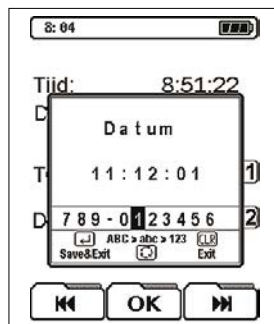 8:04
Tijd: 8:51:22
D
Datum
T 11:12:01 1
D 789-0123456 2
ABC > abc > 123 CLR
Save&Exit Exit
OK